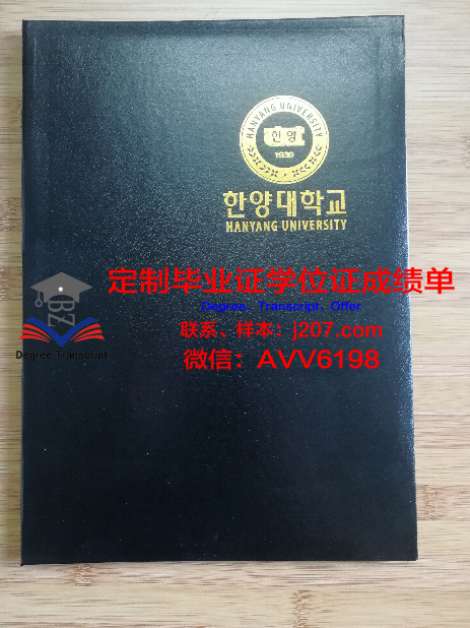 HANYANG UNIVERSITY
한양
1939
한양대학교
HANYANG UNIVERSITY
定制毕业证学位证成绩单
Degree、Transcript、Offer
联系、样本：j207.com
微信：AVV6198
BZ
Degree Transcript